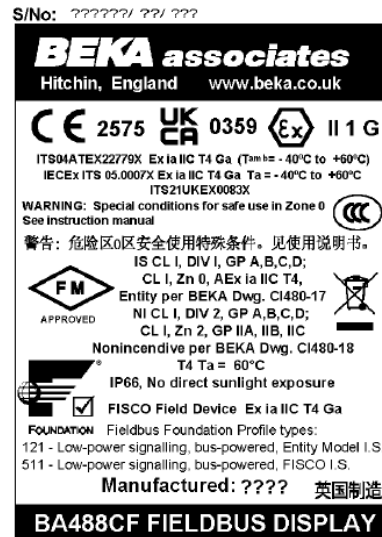 S/No: ??????/ ??/ ???
BEKA associates
Hitchin, England www.beka.co.uk
CE 2575 UK CA 0359 Ex II 1 G
ITS04ATEX22779X Ex ia IIC T4 Ga (Tamb= - 40°C to +60°C)
IECEx ITS 05.0007X Ex ia IIC T4 Ga Ta = - 40°C to +60°C
ITS21UKEX0083X
WARNING: Special conditions for safe use in Zone 0
See instruction manual
CCC
警告: 危险区0区安全使用特殊条件。见使用说明书。
IS CL I, DIV I, GP A,B,C,D;
CL I, Zn 0, AEx ia IIC T4,
Entity per BEKA Dwg. CI480-17
NI CL I, DIV 2, GP A,B,C,D;
CL I, Zn 2, GP IIA, IIB, IIC
Nonincendive per BEKA Dwg. CI480-18
T4 Ta = 60°C
FM
APPROVED
IP66, No direct sunlight exposure
FISCO Field Device Ex ia IIC T4 Ga
FOUNDATION Fieldbus Foundation Profile types:
121 - Low-power signalling, bus-powered, Entity Model I.S
511 - Low-power signalling, bus-powered, FISCO I.S.
Manufactured: ???? 英国制造
BA488CF FIELDBUS DISPLAY